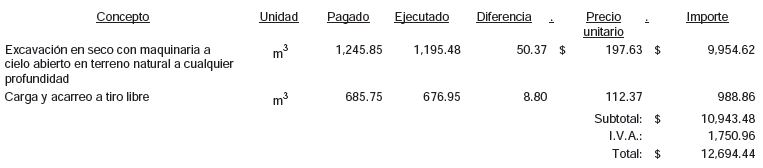 Concepto Unidad Pagado Ejecutado Diferencia . Precio unitario . Importe
Excavación en seco con maquinaria a cielo abierto en terreno natural a cualquier profundidad m³ 1,245.85 1,195.48 50.37 $ 197.63 $ 9,954.62
Carga y acarreo a tiro libre m³ 685.75 676.95 8.80 112.37 988.86
Subtotal: $ 10,943.48
I.V.A.: 1,750.96
Total: $ 12,694.44